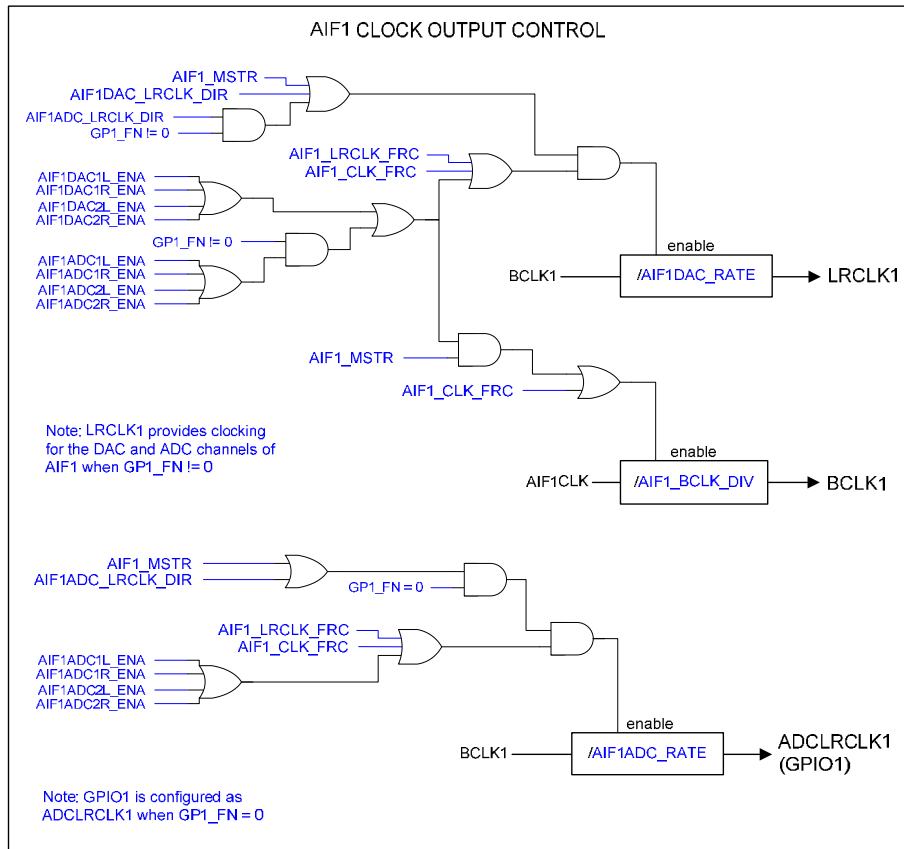 AIF1 CLOCK OUTPUT CONTROL
AIF1_MSTR
AIF1DAC_LRCLK_DIR
AIF1ADC_LRCLK_DIR
GP1_FN != 0
AIF1_LRCLK_FRC
AIF1_CLK_FRC
AIF1DAC1L_ENA
AIF1DAC1R_ENA
AIF1DAC2L_ENA
AIF1DAC2R_ENA
GP1_FN != 0
AIF1ADC1L_ENA
AIF1ADC1R_ENA
AIF1ADC2L_ENA
AIF1ADC2R_ENA
enable
BCLK1
/AIF1DAC_RATE
LRCLK1
AIF1_MSTR
AIF1_CLK_FRC
Note: LRCLK1 provides clocking
for the DAC and ADC channels of
AIF1 when GP1_FN != 0
enable
AIF1CLK
/AIF1_BCLK_DIV
BCLK1
AIF1_MSTR
AIF1ADC_LRCLK_DIR
GP1_FN = 0
AIF1_LRCLK_FRC
AIF1_CLK_FRC
AIF1ADC1L_ENA
AIF1ADC1R_ENA
AIF1ADC2L_ENA
AIF1ADC2R_ENA
enable
BCLK1
/AIF1ADC_RATE
ADCLRCLK1
(GPIO1)
Note: GPIO1 is configured as
ADCLRCLK1 when GP1_FN = 0